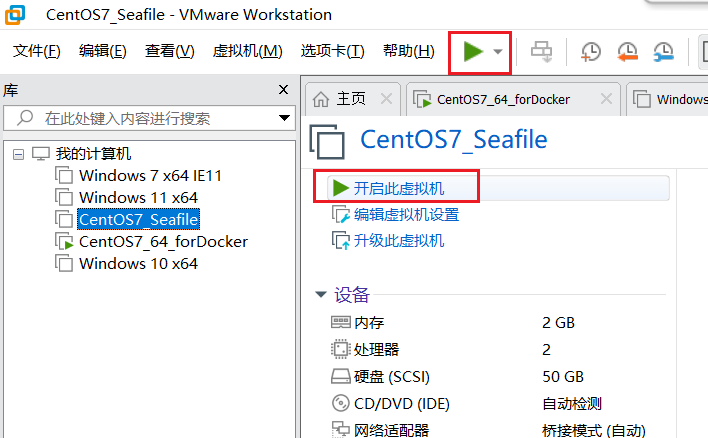 CentOS7_Seafile - VMware Workstation
文件(F) 编辑(E) 查看(V) 虚拟机(M) 选项卡(T) 帮助(H)
库
主页 CentOS7_64_forDocker Windows
在此处键入内容进行搜索
CentOS7_Seafile
我的计算机
Windows 7 x64 IE11
开启此虚拟机
Windows 11 x64
CentOS7_Seafile
编辑虚拟机设置
CentOS7_64_forDocker
升级此虚拟机
Windows 10 x64
设备
内存 2 GB
处理器 2
硬盘 (SCSI) 50 GB
CD/DVD (IDE) 自动检测
网络适配器 桥接模式 (自动)